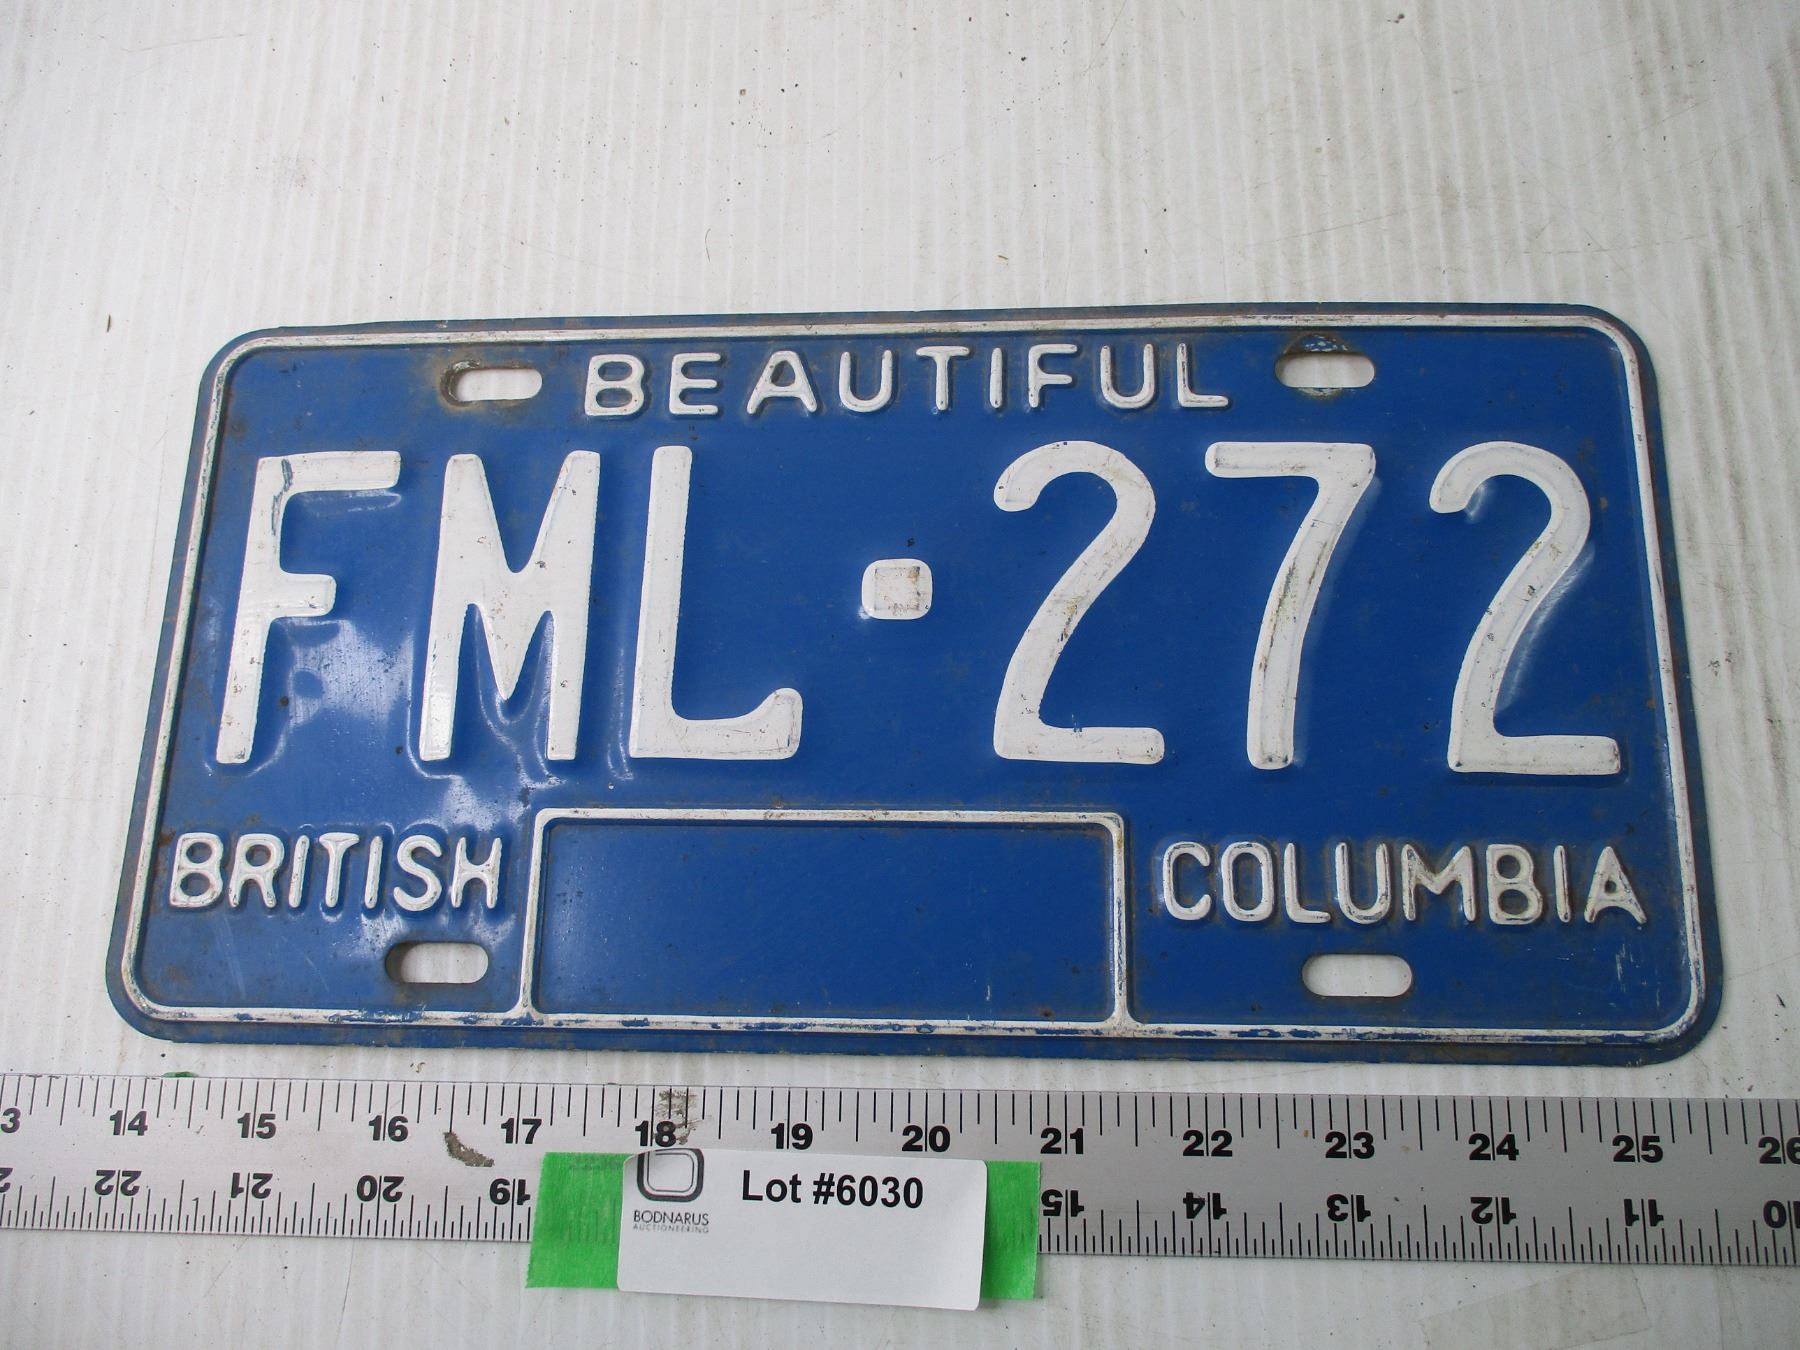 BEAUTIFUL
FML·272
BRITISH COLUMBIA
13 14 15 16 17 18 19 20 21 22 23 24 25 26
22 21 20 19 15 14 13 12 11 10
Lot #6030
BODNARUS
AUCTIONEERING